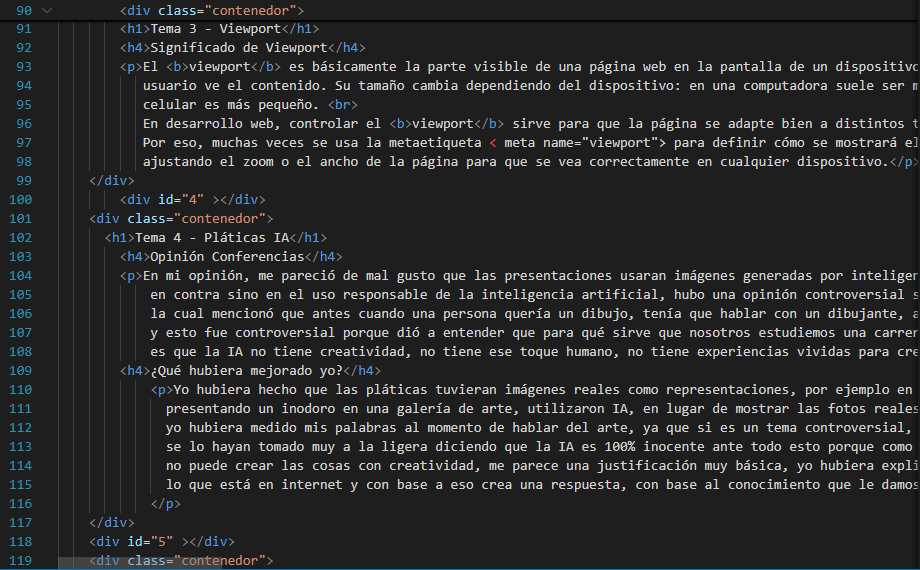 90 <div class="contenedor">
91 <h1>Tema 3 - Viewport</h1>
92 <h4>Significado de Viewport</h4>
93 <p>El <b>viewport</b> es básicamente la parte visible de una página web en la pantalla de un dispositivo
94 usuario ve el contenido. Su tamaño cambia dependiendo del dispositivo: en una computadora suele ser
95 celular es más pequeño. <br>
96 En desarrollo web, controlar el <b>viewport</b> sirve para que la página se adapte bien a distintos
97 Por eso, muchas veces se usa la metaetiqueta < meta name="viewport"> para definir cómo se mostrará el
98 ajustando el zoom o el ancho de la página para que se vea correctamente en cualquier dispositivo.</p>
99 </div>
100 <div id="4" ></div>
101 <div class="contenedor">
102 <h1>Tema 4 - Pláticas IA</h1>
103 <h4>Opinión Conferencias</h4>
104 <p>En mi opinión, me pareció de mal gusto que las presentaciones usaran imágenes generadas por inteliger
105 en contra sino en el uso responsable de la inteligencia artificial, hubo una opinión controversial
106 la cual mencionó que antes cuando una persona quería un dibujo, tenía que hablar con un dibujante,
107 y esto fue controversial porque dió a entender que para qué sirve que nosotros estudiemos una carrer
108 es que la IA no tiene creatividad, no tiene ese toque humano, no tiene experiencias vividas para cre
109 <h4>¿Qué hubiera mejorado yo?</h4>
110 <p>Yo hubiera hecho que las pláticas tuvieran imágenes reales como representaciones, por ejemplo en
111 presentando un inodoro en una galería de arte, utilizaron IA, en lugar de mostrar las fotos reales
112 yo hubiera medido mis palabras al momento de hablar del arte, ya que si es un tema controversial,
113 se lo hayan tomado muy a la ligera diciendo que la IA es 100% inocente ante todo esto porque como
114 no puede crear las cosas con creatividad, me parece una justificación muy básica, yo hubiera expli
115 lo que está en internet y con base a eso crea una respuesta, con base al conocimiento que le damos
116 </p>
117 </div>
118 <div id="5" ></div>
119 <div class="contenedor">